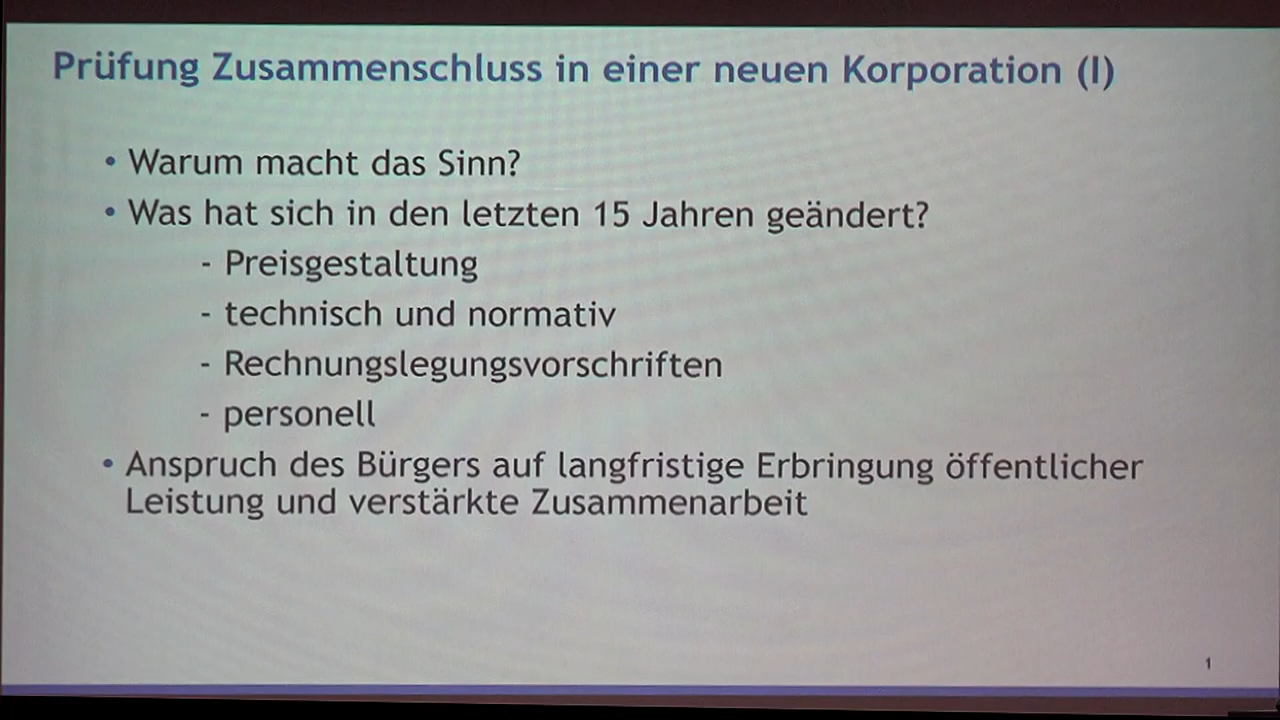 Prüfung Zusammenschluss in einer neuen Korporation (I)
• Warum macht das Sinn?
• Was hat sich in den letzten 15 Jahren geändert?
- Preisgestaltung
- technisch und normativ
- Rechnungslegungsvorschriften
- personell
• Anspruch des Bürgers auf langfristige Erbringung öffentlicher
Leistung und verstärkte Zusammenarbeit
1